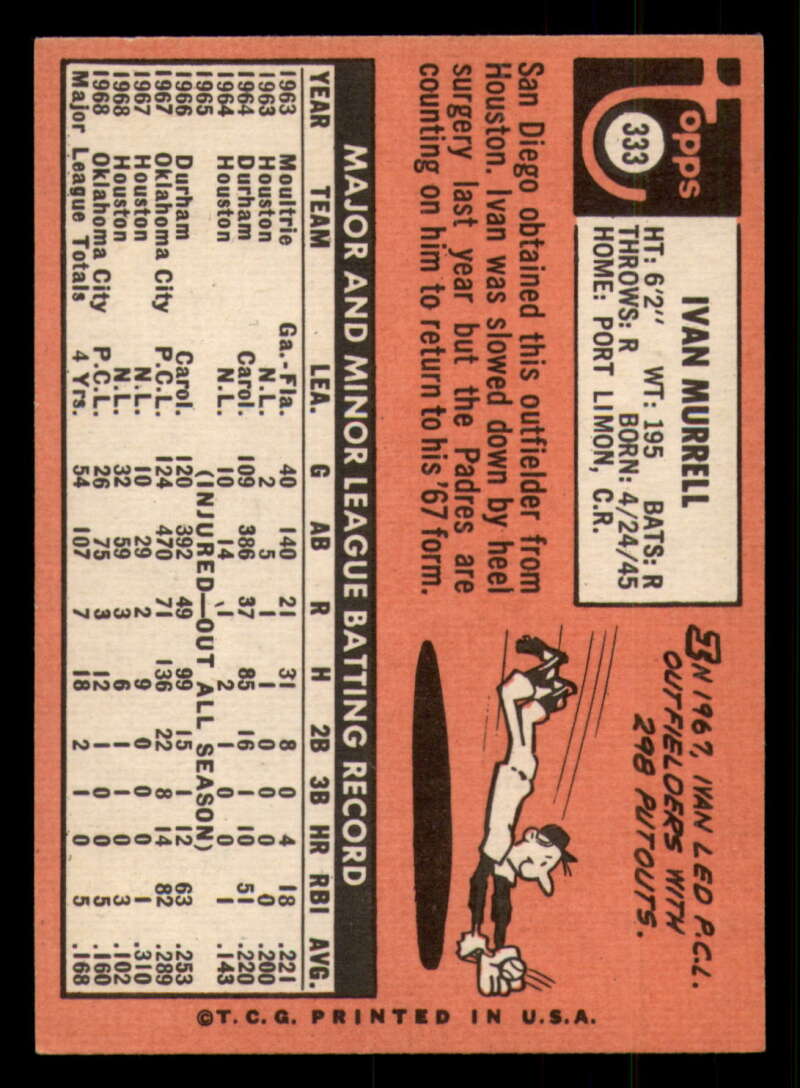 Topps
333
IVAN MURRELL
HT: 6'2" WT: 195 BATS: R
THROWS: R BORN: 4/24/45
HOME: PORT LIMON, C.R.
San Diego obtained this outfielder from
Houston. Ivan was slowed down by heel
surgery last year but the Padres are
counting on him to return to his '67 form.
IN 1967, IVAN LED P.C.L.
OUTFIELDERS WITH
298 PUTOUTS.
MAJOR AND MINOR LEAGUE BATTING RECORD
YEAR TEAM LEA. G AB R H 2B 3B HR RBI AVG.
1963 Moultrie Ga.-Fla. 40 140 21 31 8 0 4 18 .221
1963 Houston N.L. 2 5 1 1 0 0 0 0 .200
1964 Durham Carol. 109 386 37 85 16 1 10 51 .220
1964 Houston N.L. 10 14 1 2 1 0 0 1 .143
1965 (INJURED—OUT ALL SEASON)
1966 Durham Carol. 120 392 49 99 15 1 12 63 .253
1967 Oklahoma City P.C.L. 124 470 71 136 22 8 14 82 .289
1967 Houston N.L. 10 29 2 9 0 0 0 1 .310
1968 Houston N.L. 32 59 3 6 1 0 0 3 .102
1968 Oklahoma City P.C.L. 26 75 3 12 1 0 0 5 .160
Major League Totals 4 Yrs. 54 107 7 18 2 1 0 5 .168
©T.C.G. PRINTED IN U.S.A.